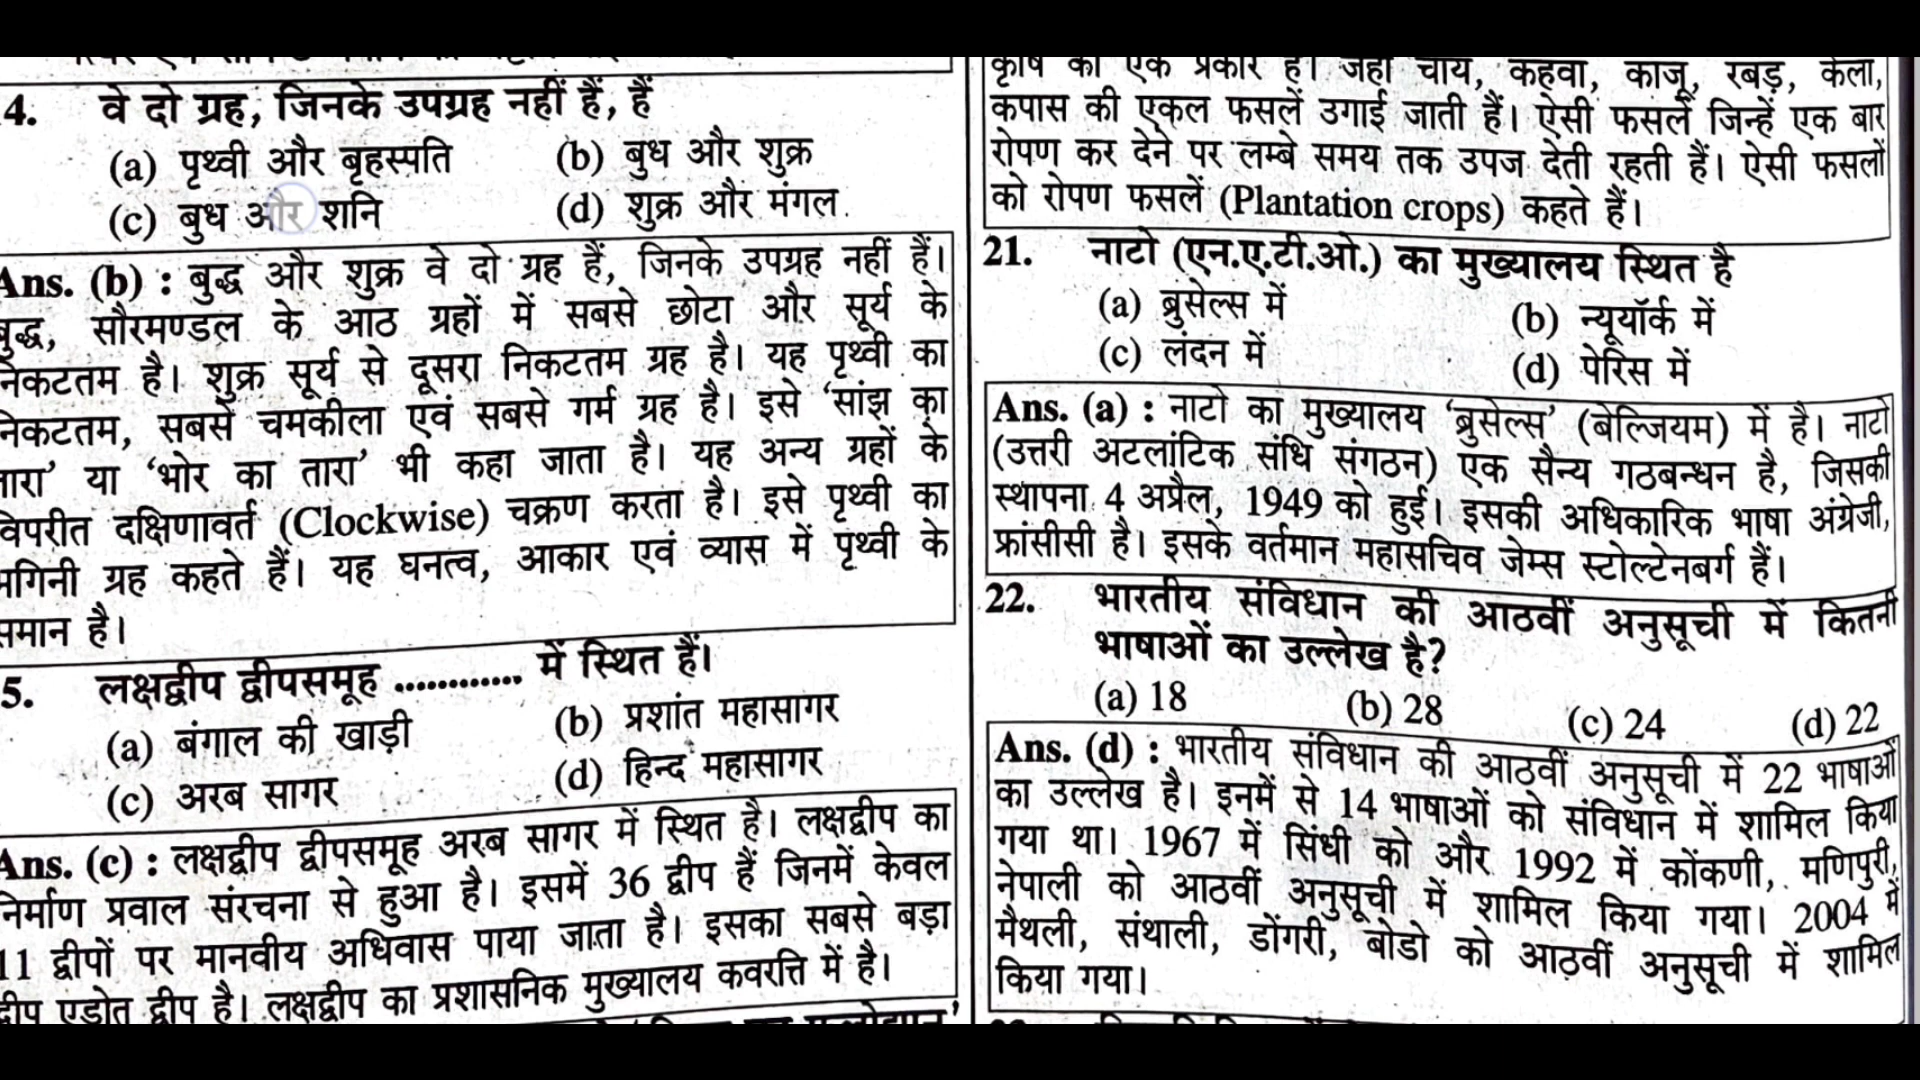 4. वे दो ग्रह, जिनके उपग्रह नहीं हैं, हैं
(a) पृथ्वी और बृहस्पति (b) बुध और शुक्र
(c) बुध और शनि (d) शुक्र और मंगल
Ans. (b) : बुद्ध और शुक्र वे दो ग्रह हैं, जिनके उपग्रह नहीं हैं।
बुद्ध, सौरमण्डल के आठ ग्रहों में सबसे छोटा और सूर्य के
निकटतम है। शुक्र सूर्य से दूसरा निकटतम ग्रह है। यह पृथ्वी का
निकटतम, सबसे चमकीला एवं सबसे गर्म ग्रह है। इसे ‘सांझ का
तारा’ या ‘भोर का तारा’ भी कहा जाता है। यह अन्य ग्रहों के
विपरीत दक्षिणावर्त (Clockwise) चक्रण करता है। इसे पृथ्वी का
भगिनी ग्रह कहते हैं। यह घनत्व, आकार एवं व्यास में पृथ्वी के
समान है।
5. लक्षद्वीप द्वीपसमूह ............ में स्थित हैं।
(a) बंगाल की खाड़ी (b) प्रशांत महासागर
(c) अरब सागर (d) हिन्द महासागर
Ans. (c) : लक्षद्वीप द्वीपसमूह अरब सागर में स्थित है। लक्षद्वीप का
निर्माण प्रवाल संरचना से हुआ है। इसमें 36 द्वीप हैं जिनमें केवल
11 द्वीपों पर मानवीय अधिवास पाया जाता है। इसका सबसे बड़ा
द्वीप एडोत द्वीप है। लक्षद्वीप का प्रशासनिक मुख्यालय कवरत्ति में है।
कृषि का एक प्रकार है। जहाँ चाय, कहवा, काजू, रबड़, केला,
कपास की एकल फसलें उगाई जाती हैं। ऐसी फसलें जिन्हें एक बार
रोपण कर देने पर लम्बे समय तक उपज देती रहती हैं। ऐसी फसलों
को रोपण फसलें (Plantation crops) कहते हैं।
21. नाटो (एन.ए.टी.ओ.) का मुख्यालय स्थित है
(a) ब्रुसेल्स में (b) न्यूयॉर्क में
(c) लंदन में (d) पेरिस में
Ans. (a) : नाटो का मुख्यालय ‘ब्रुसेल्स’ (बेल्जियम) में है। नाटो
(उत्तरी अटलांटिक संधि संगठन) एक सैन्य गठबन्धन है, जिसकी
स्थापना 4 अप्रैल, 1949 को हुई। इसकी अधिकारिक भाषा अंग्रेजी,
फ्रांसीसी है। इसके वर्तमान महासचिव जेम्स स्टोल्टेनबर्ग हैं।
22. भारतीय संविधान की आठवीं अनुसूची में कितनी
भाषाओं का उल्लेख है?
(a) 18 (b) 28 (c) 24 (d) 22
Ans. (d) : भारतीय संविधान की आठवीं अनुसूची में 22 भाषाओं
का उल्लेख है। इनमें से 14 भाषाओं को संविधान में शामिल किया
गया था। 1967 में सिंधी को और 1992 में कोंकणी, मणिपुरी,
नेपाली को आठवीं अनुसूची में शामिल किया गया। 2004 में
मैथली, संथाली, डोंगरी, बोडो को आठवीं अनुसूची में शामिल
किया गया।